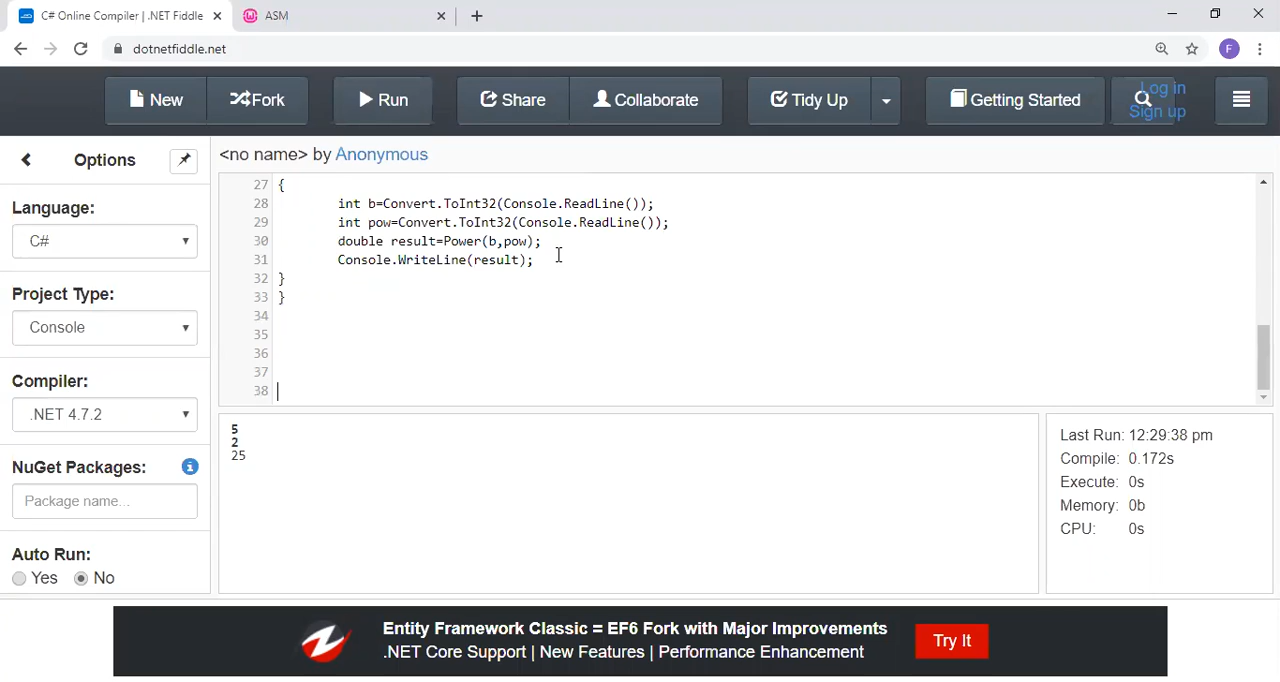 C# Online Compiler | .NET Fiddle
ASM
dotnetfiddle.net
F
New
Fork
Run
Share
Collaborate
Tidy Up
Getting Started
Log in
Sign up
Options
<no name> by Anonymous
Language:
C#
Project Type:
Console
Compiler:
.NET 4.7.2
NuGet Packages:
Package name...
Auto Run:
Yes No
27 {
28 int b=Convert.ToInt32(Console.ReadLine());
29 int pow=Convert.ToInt32(Console.ReadLine());
30 double result=Power(b,pow);
31 Console.WriteLine(result);
32 }
33 }
34
35
36
37
38
5
2
25
Last Run: 12:29:38 pm
Compile: 0.172s
Execute: 0s
Memory: 0b
CPU: 0s
Entity Framework Classic = EF6 Fork with Major Improvements
.NET Core Support | New Features | Performance Enhancement
Try It